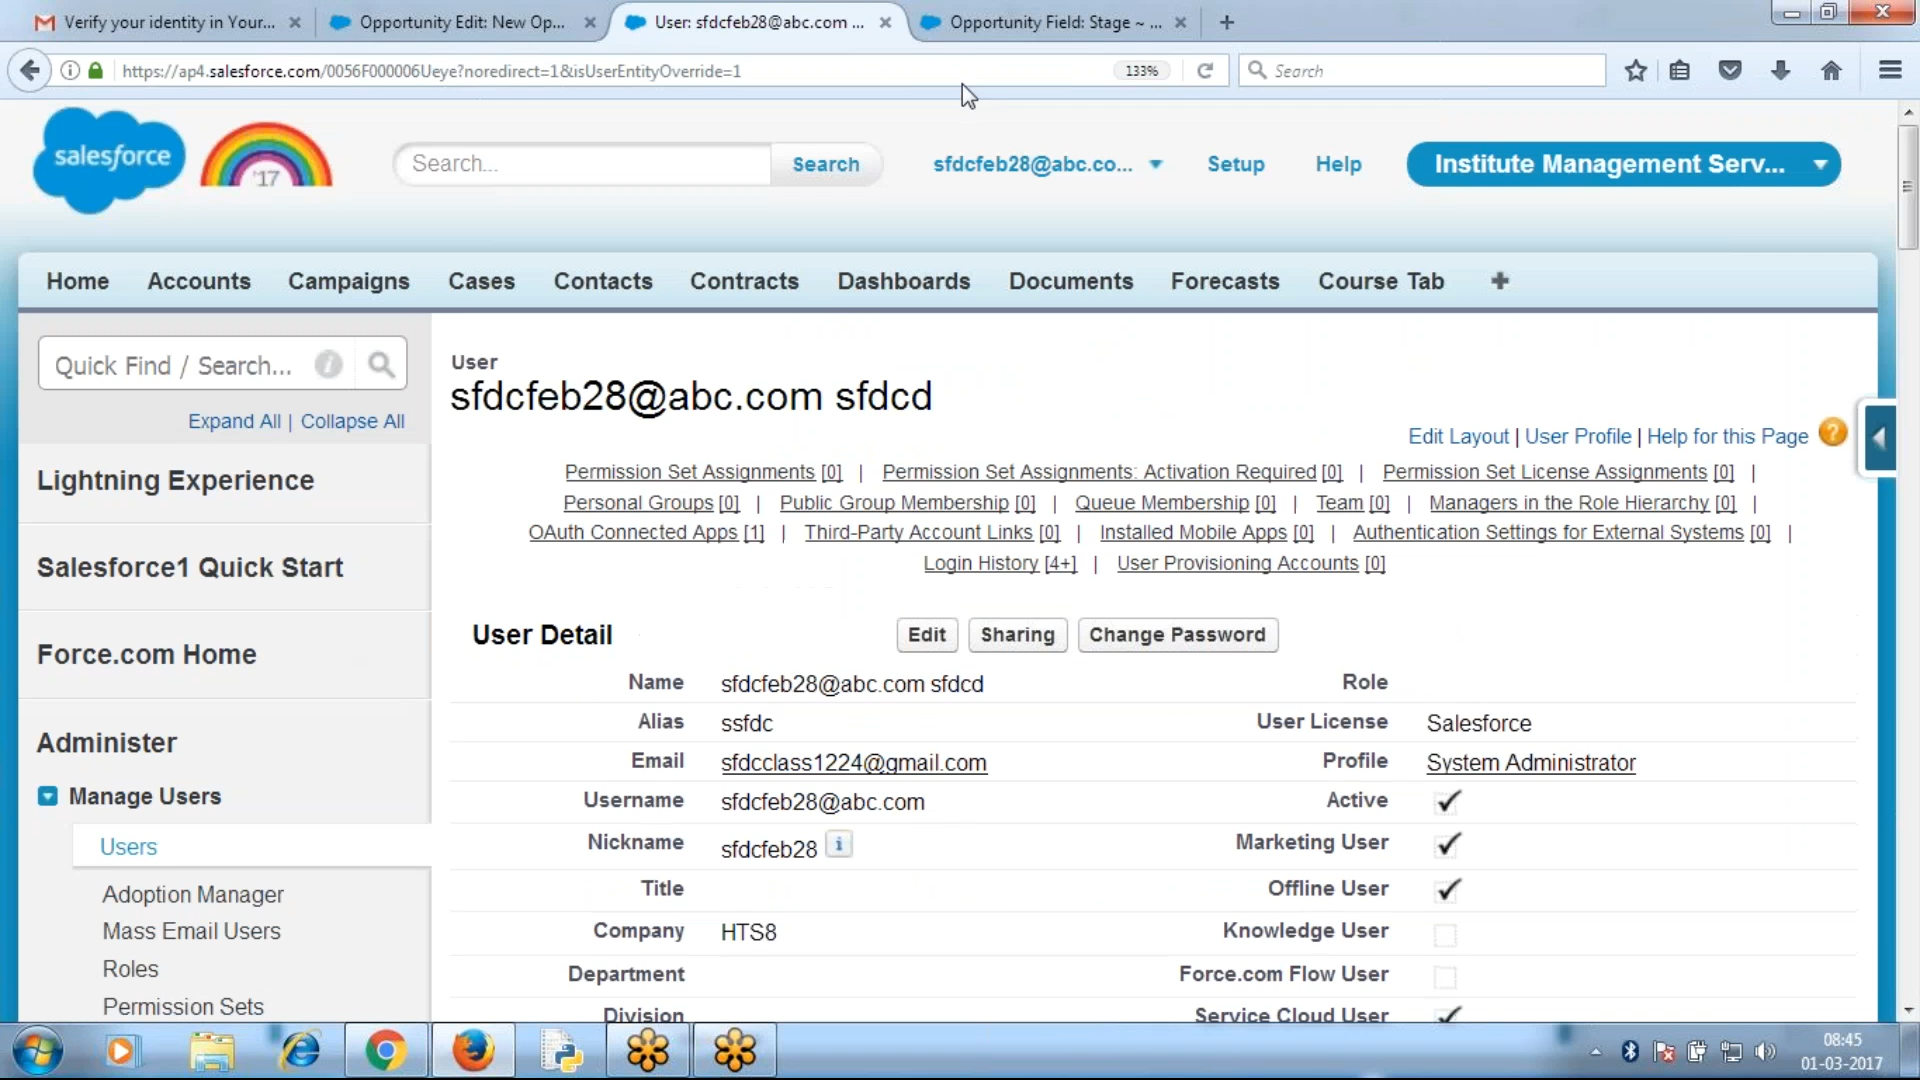 Verify your identity in Your...
Opportunity Edit: New Op...
User: sfdcfeb28@abc.com ...
Opportunity Field: Stage ~ ...
https://ap4.salesforce.com/0056F000006Ueye?noredirect=1&isUserEntityOverride=1
133%
Search
salesforce
'17
Search...
Search
sfdcfeb28@abc.co...
Setup
Help
Institute Management Serv...
Home
Accounts
Campaigns
Cases
Contacts
Contracts
Dashboards
Documents
Forecasts
Course Tab
Quick Find / Search...
Expand All | Collapse All
Lightning Experience
Salesforce1 Quick Start
Force.com Home
Administer
Manage Users
Users
Adoption Manager
Mass Email Users
Roles
Permission Sets
User
sfdcfeb28@abc.com sfdcd
Edit Layout | User Profile | Help for this Page
Permission Set Assignments [0] | Permission Set Assignments: Activation Required [0] | Permission Set License Assignments [0] |
Personal Groups [0] | Public Group Membership [0] | Queue Membership [0] | Team [0] | Managers in the Role Hierarchy [0] |
OAuth Connected Apps [1] | Third-Party Account Links [0] | Installed Mobile Apps [0] | Authentication Settings for External Systems [0] |
Login History [4+] | User Provisioning Accounts [0]
User Detail
Edit
Sharing
Change Password
Name sfdcfeb28@abc.com sfdcd
Role
Alias ssfdc
User License Salesforce
Email sfdcclass1224@gmail.com
Profile System Administrator
Username sfdcfeb28@abc.com
Active
Nickname sfdcfeb28
Marketing User
Title
Offline User
Company HTS8
Knowledge User
Department
Force.com Flow User
Division
Service Cloud User
08:45
01-03-2017